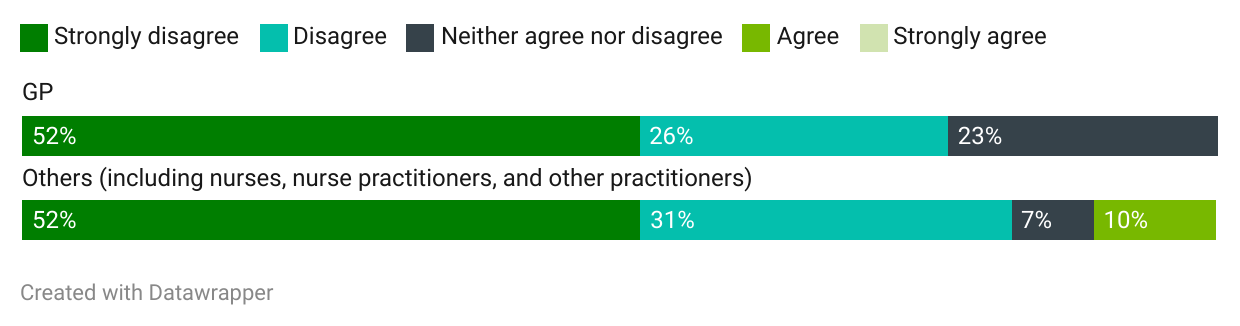 Strongly disagree Disagree Neither agree nor disagree Agree Strongly agree
GP
52% 26% 23%
Others (including nurses, nurse practitioners, and other practitioners)
52% 31% 7% 10%
Created with Datawrapper